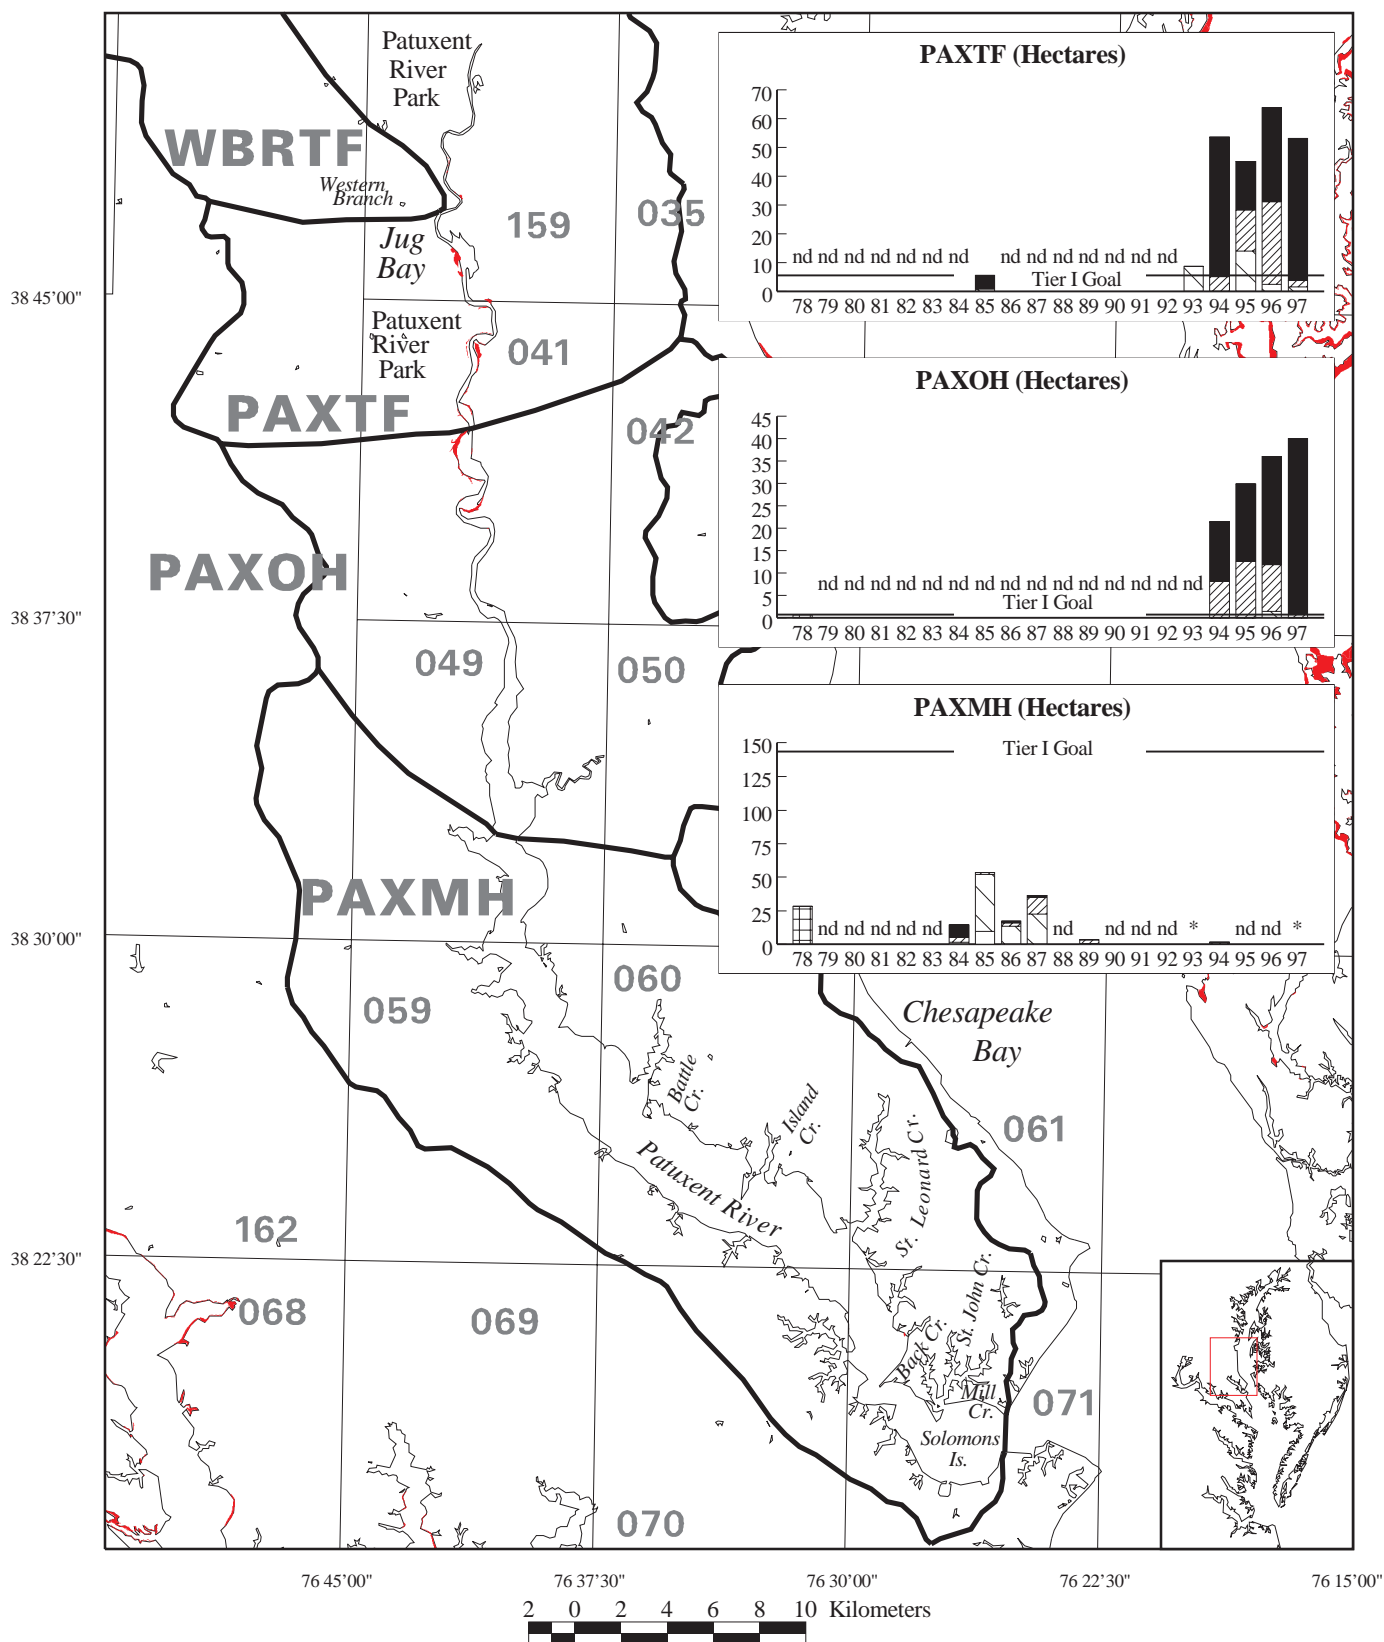 Patuxent
River
Park
WBRTF
Western
Branch
159
035
Jug
Bay
38 45'00"
Patuxent
River
Park
041
PAXTF
042
PAXOH
38 37'30"
049
050
PAXMH
38 30'00"
059
060
Chesapeake
Bay
Battle
Cr.
Island
Cr.
St. Leonard Cr.
061
Patuxent River
162
38 22'30"
068
069
St. John Cr.
Back Cr.
Mill
Cr.
071
Solomons
Is.
070
PAXTF (Hectares)
70
60
50
40
30
20
10
0
nd nd nd nd nd nd nd nd nd nd nd nd nd nd
Tier I Goal
78 79 80 81 82 83 84 85 86 87 88 89 90 91 92 93 94 95 96 97
PAXOH (Hectares)
45
40
35
30
25
20
15
10
5
0
nd nd nd nd nd nd nd nd nd nd nd nd nd nd nd
Tier I Goal
78 79 80 81 82 83 84 85 86 87 88 89 90 91 92 93 94 95 96 97
PAXMH (Hectares)
150
125
100
75
50
25
0
Tier I Goal
nd nd nd nd nd nd nd nd nd * nd nd *
78 79 80 81 82 83 84 85 86 87 88 89 90 91 92 93 94 95 96 97
76 45'00" 76 37'30" 76 30'00" 76 22'30" 76 15'00"
2 0 2 4 6 8 10 Kilometers